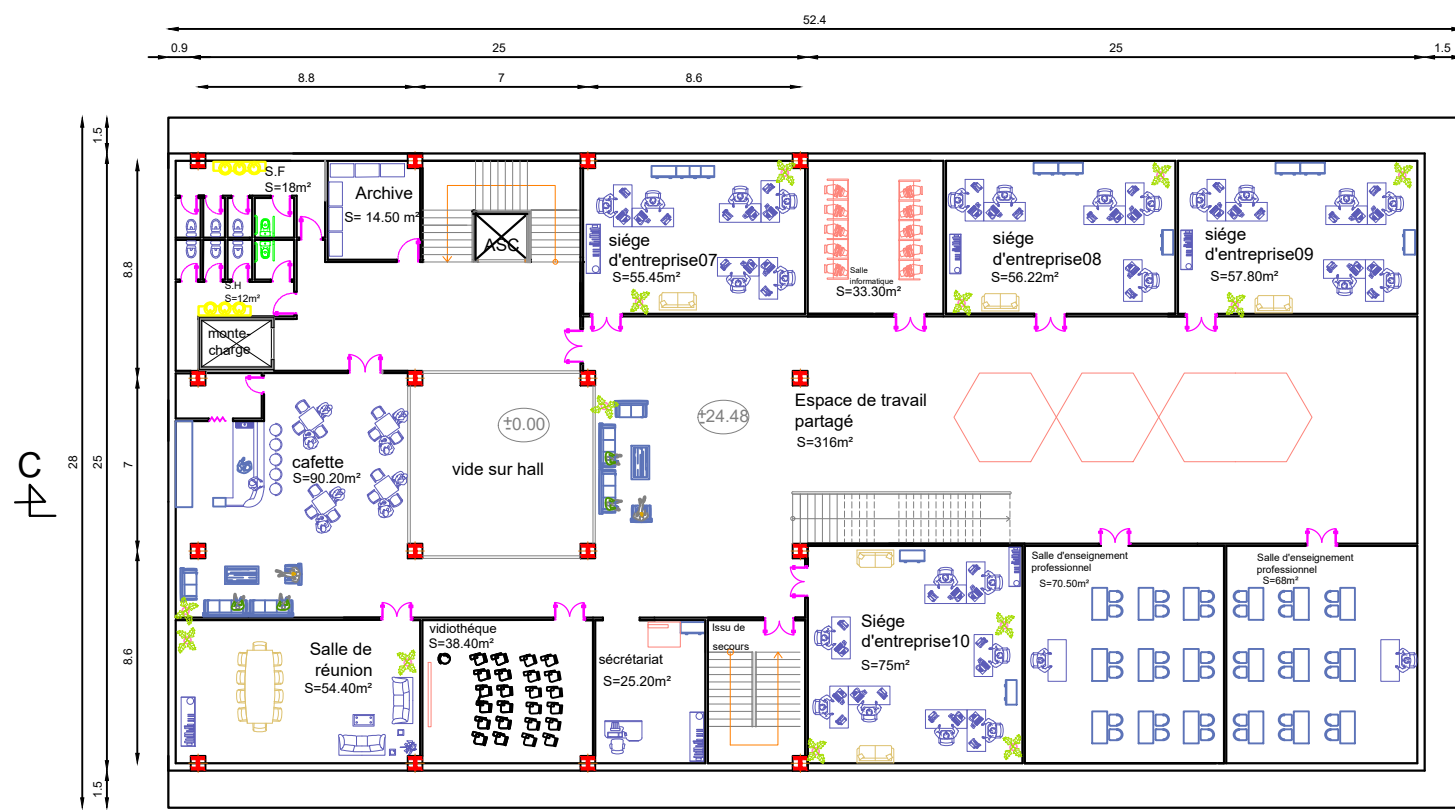 52.4
0.9
25
25
1.5
8.8
7
8.6
1.5
25
1.5
28
8.8
7
8.6
C
S.F
S=18m²
Archive
S= 14.50 m²
ASC
S.H
S=12m²
monte-
charge
siége
d'entreprise07
S=55.45m²
Salle
informatique
S=33.30m²
siége
d'entreprise08
S=56.22m²
siége
d'entreprise09
S=57.80m²
cafette
S=90.20m²
±0.00
vide sur hall
±24.48
Espace de travail
partagé
S=316m²
Salle de
réunion
S=54.40m²
vidiothéque
S=38.40m²
sécrétariat
S=25.20m²
Issu de
secours
Siége
d'entreprise10
S=75m²
Salle d'enseignement
professionnel
S=70.50m²
Salle d'enseignement
professionnel
S=68m²